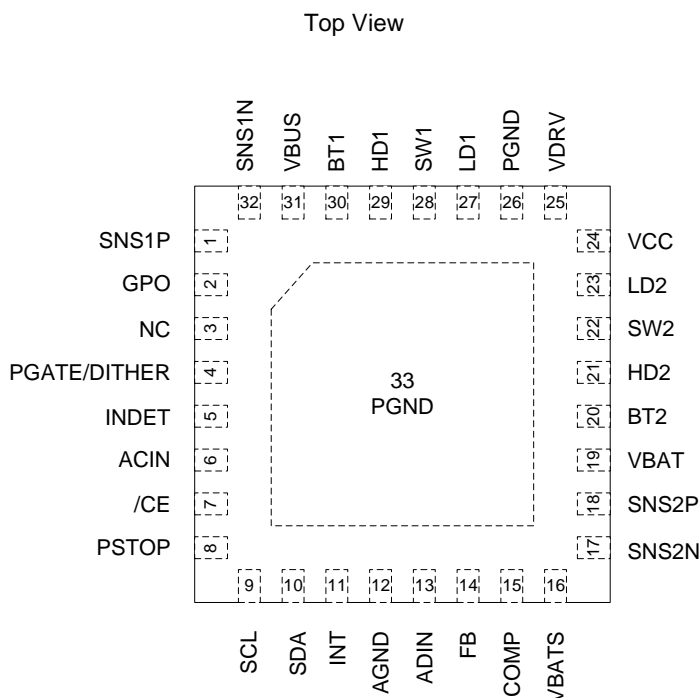 Top View
SNS1N
VBUS
BT1
HD1
SW1
LD1
PGND
VDRV
32
31
30
29
28
27
26
25
SNS1P 1
GPO 2
NC 3
PGATE/DITHER 4
INDET 5
ACIN 6
/CE 7
PSTOP 8
33
PGND
24 VCC
23 LD2
22 SW2
21 HD2
20 BT2
19 VBAT
18 SNS2P
17 SNS2N
9
10
11
12
13
14
15
16
SCL
SDA
INT
AGND
ADIN
FB
COMP
VBATS